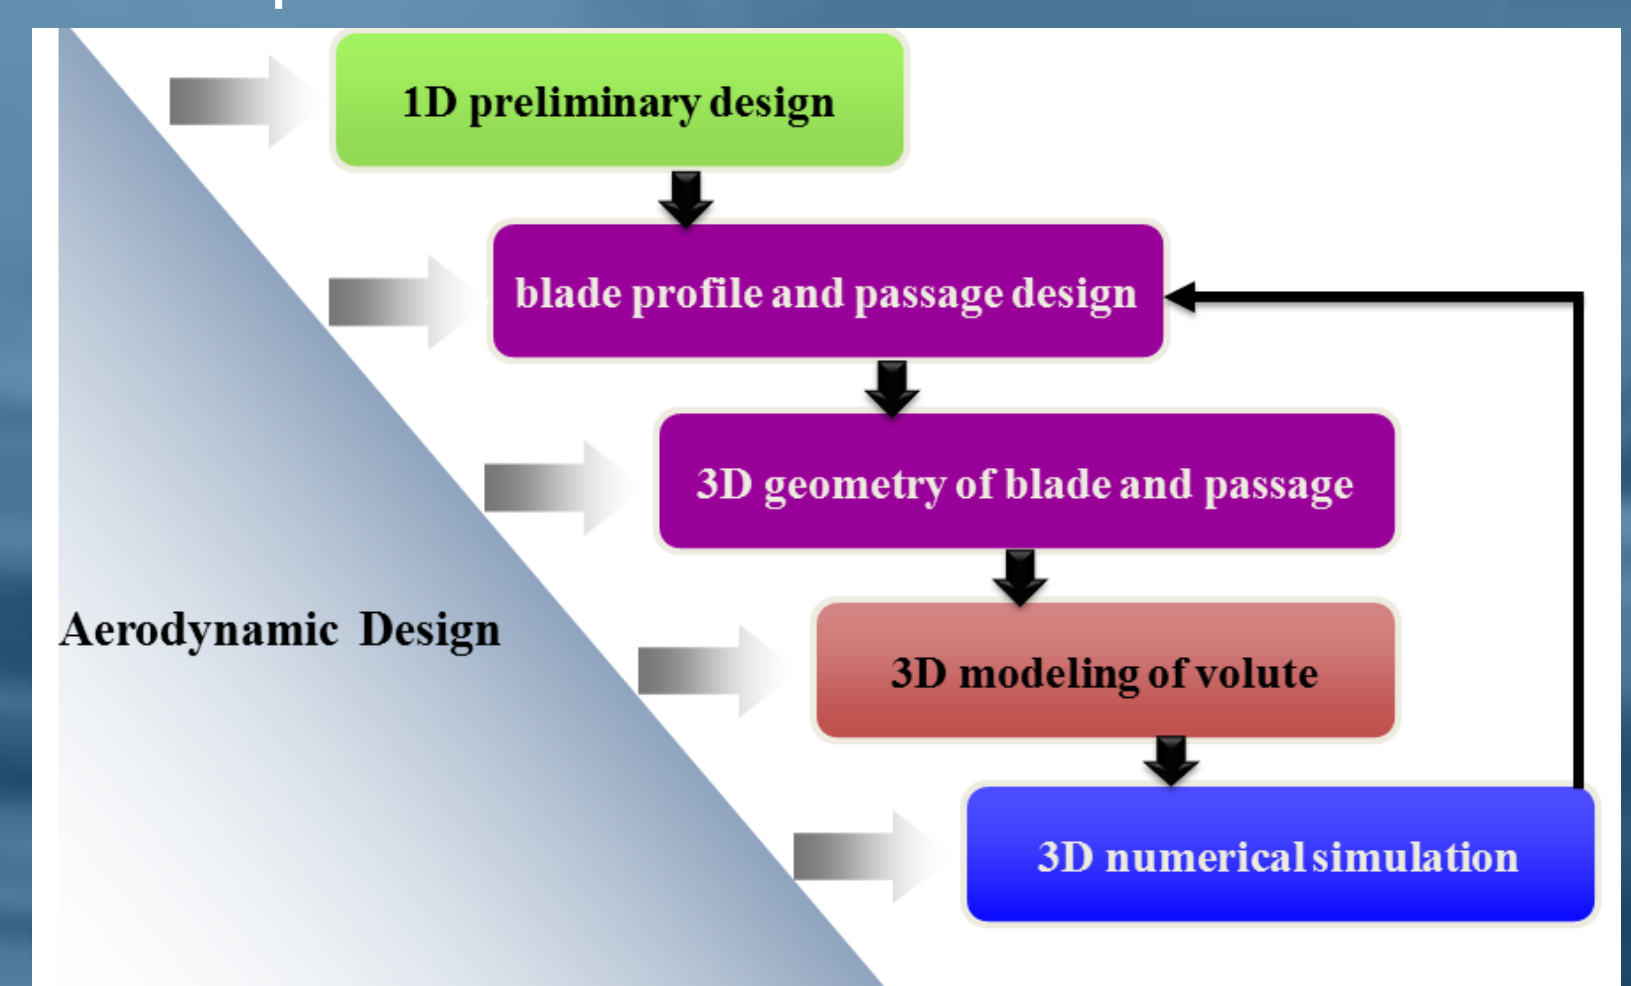 1D preliminary design
blade profile and passage design
3D geometry of blade and passage
Aerodynamic Design
3D modeling of volute
3D numerical simulation